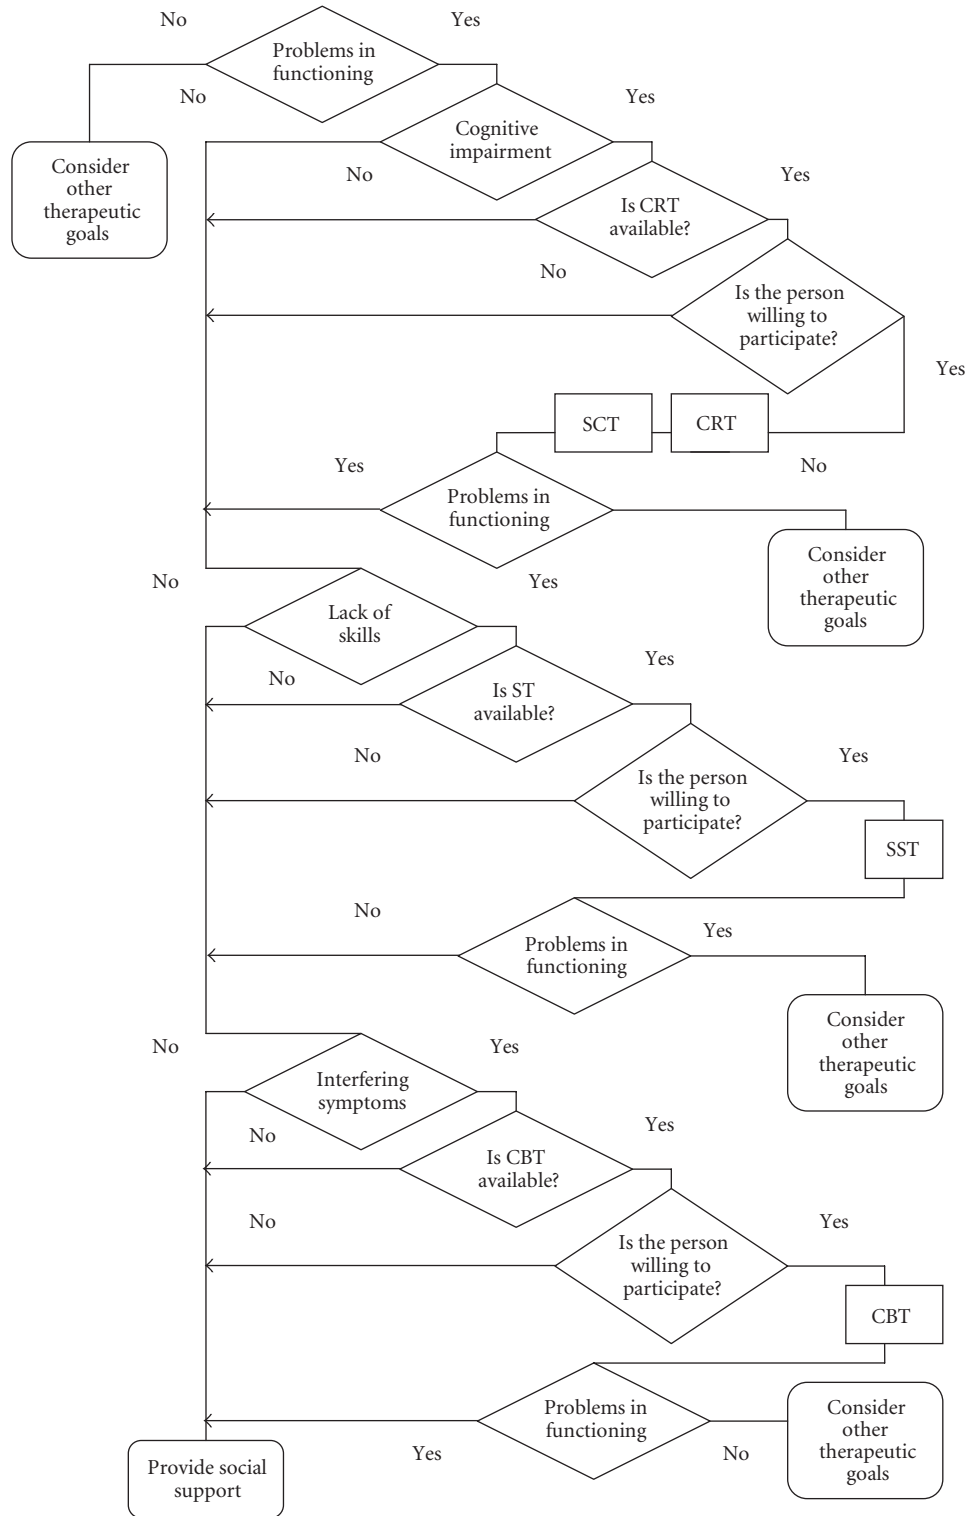 No
Yes
Problems in
functioning
No
Yes
Cognitive
impairment
Consider
other
therapeutic
goals
No
Yes
Is CRT
available?
No
Is the person
willing to
participate?
Yes
SCT
CRT
Yes
No
Problems in
functioning
Consider
other
therapeutic
goals
No
Yes
Lack of
skills
No
Yes
Is ST
available?
No
Yes
Is the person
willing to
participate?
SST
No
Yes
Problems in
functioning
Consider
other
therapeutic
goals
No
Yes
Interfering
symptoms
No
Yes
Is CBT
available?
No
Yes
Is the person
willing to
participate?
CBT
Problems in
functioning
Consider
other
therapeutic
goals
Yes
No
Provide social
support